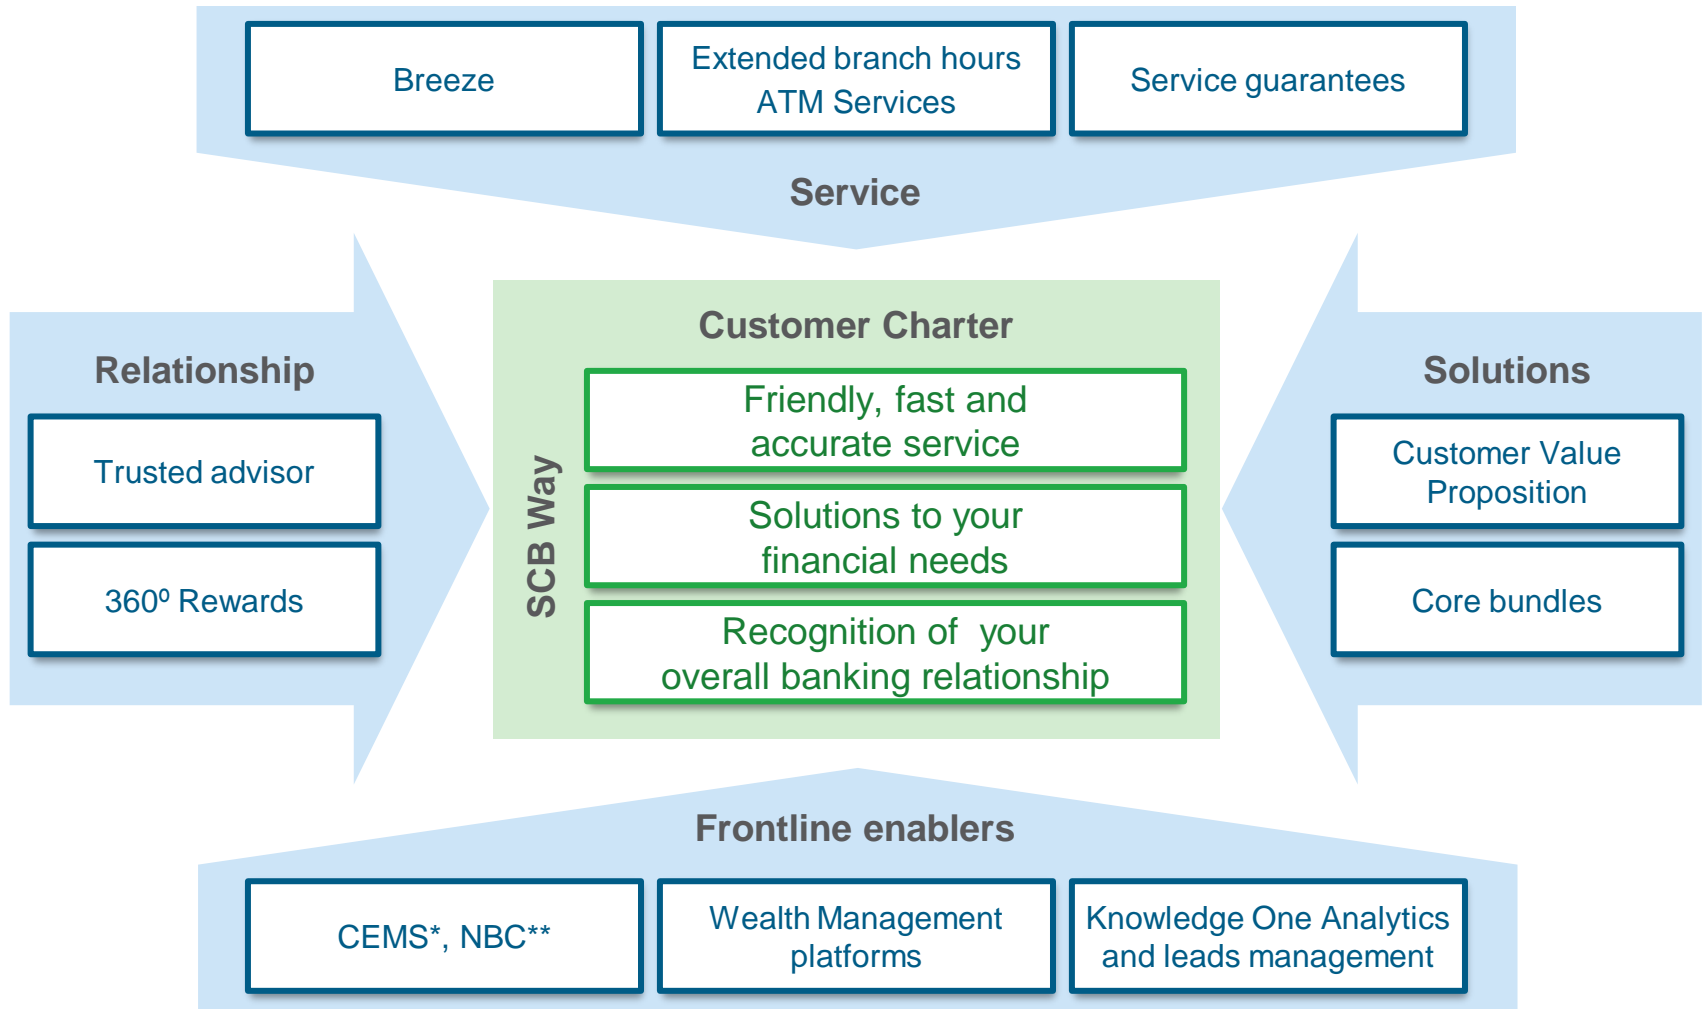 Breeze
Extended branch hours
ATM Services
Service guarantees
Service
Relationship
Trusted advisor
360º Rewards
Customer Charter
SCB Way
Friendly, fast and
accurate service
Solutions to your
financial needs
Recognition of  your
overall banking relationship
Solutions
Customer Value
Proposition
Core bundles
Frontline enablers
CEMS*, NBC**
Wealth Management
platforms
Knowledge One Analytics
and leads management